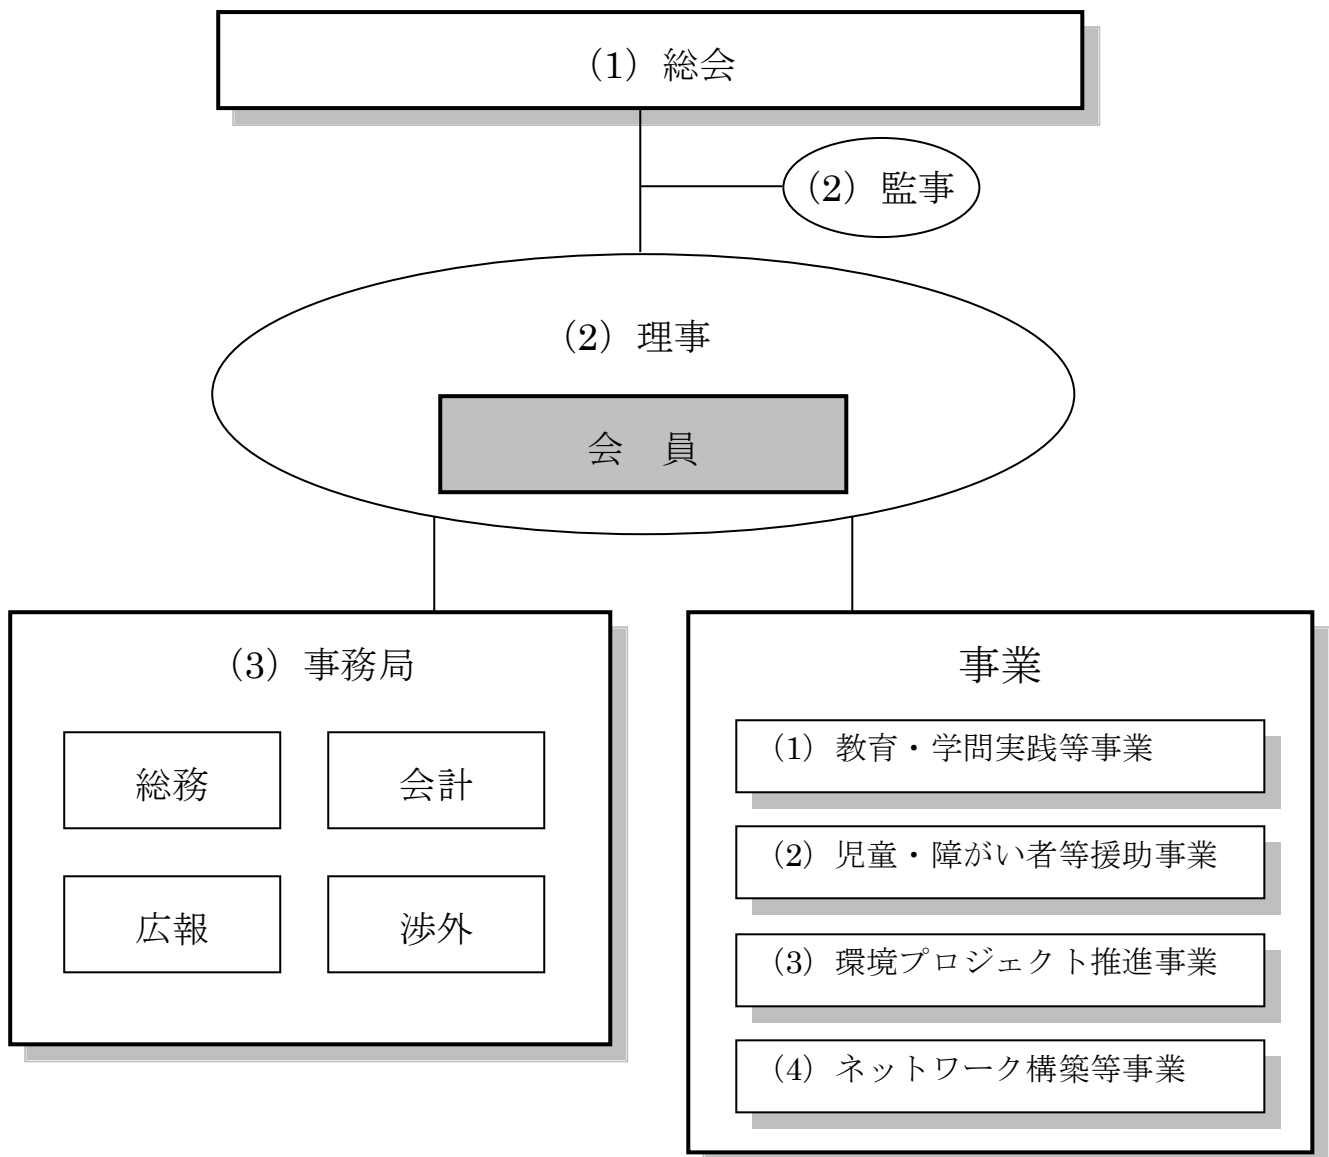 (1) 総会
(2) 監事
(2) 理事
会　員
(3) 事務局
総務
会計
広報
渉外
事業
(1) 教育・学問実践等事業
(2) 児童・障がい者等援助事業
(3) 環境プロジェクト推進事業
(4) ネットワーク構築等事業